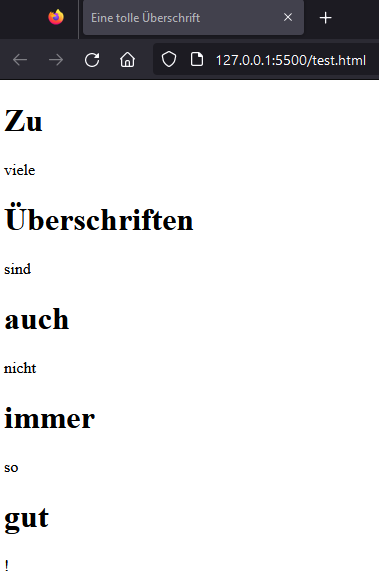 Eine tolle Überschrift
127.0.0.1:5500/test.html
Zu
viele
Überschriften
sind
auch
nicht
immer
so
gut
!